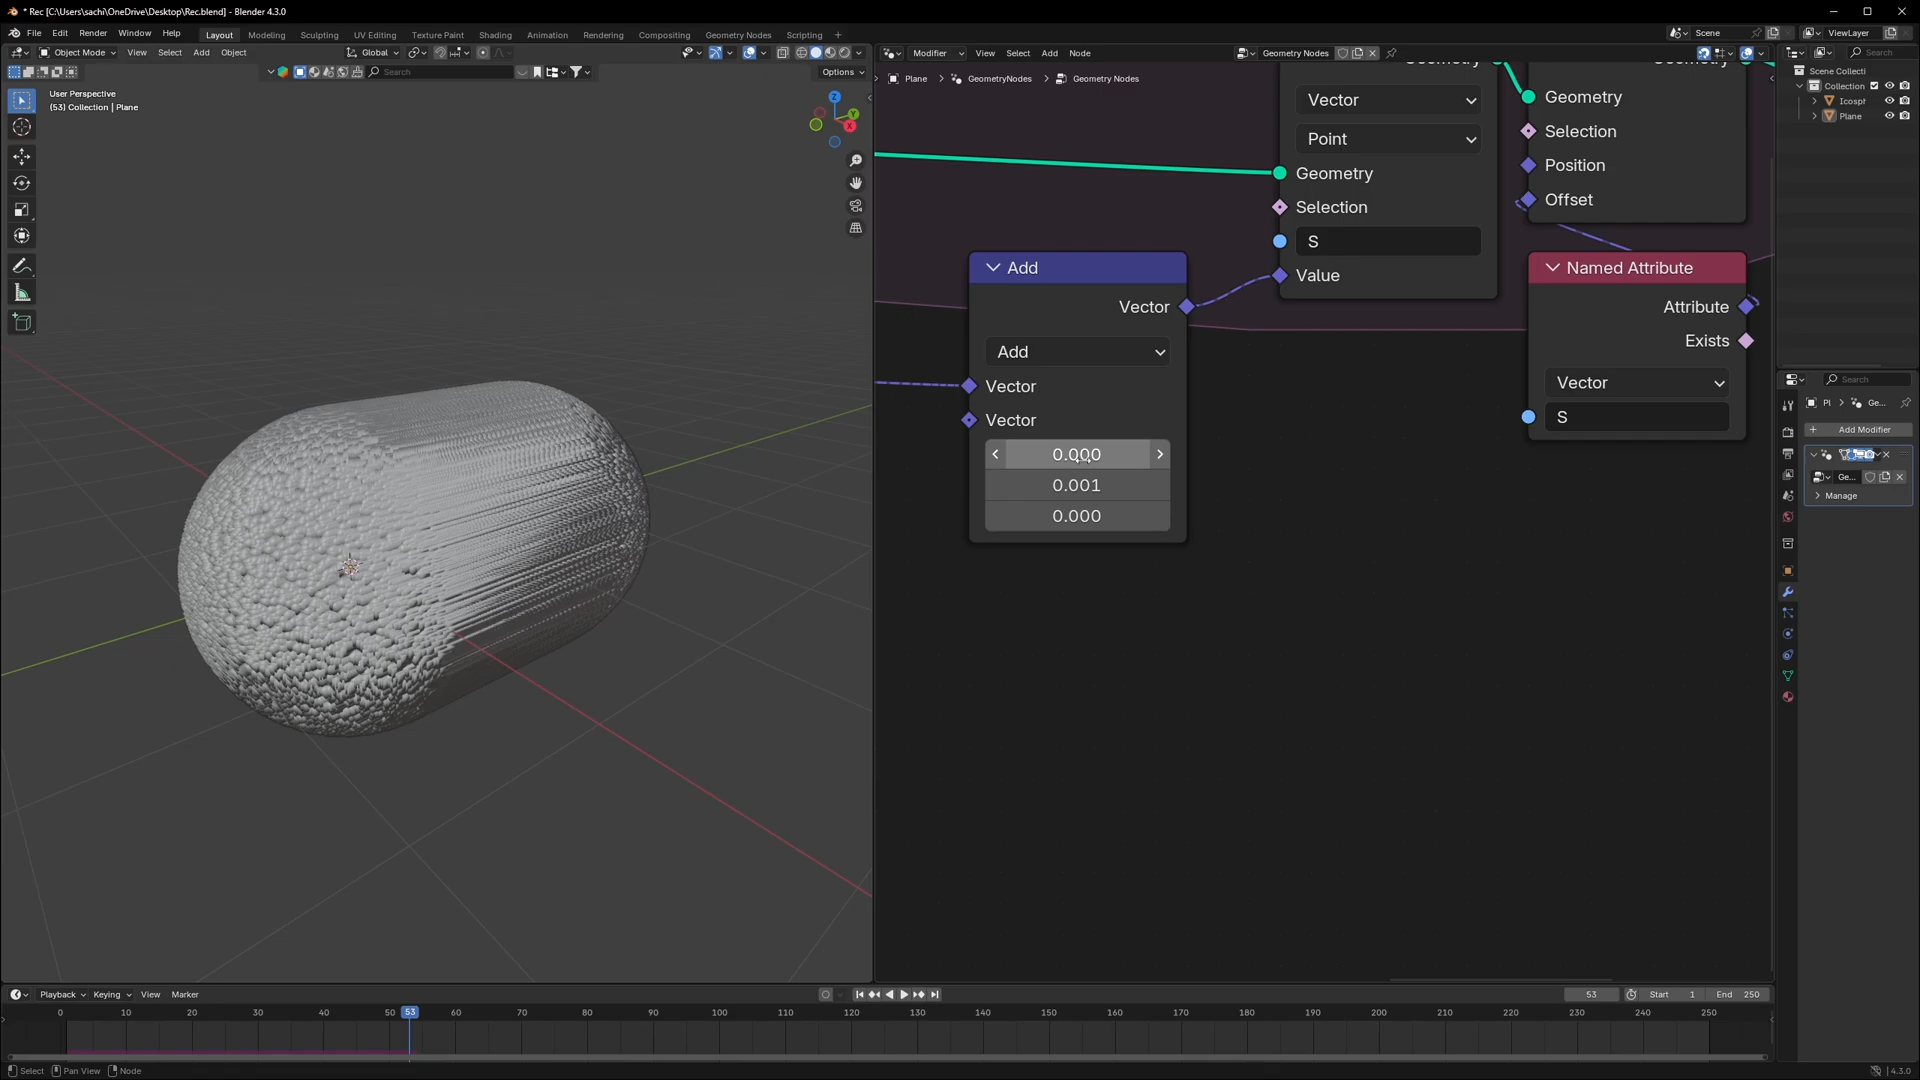 * Rec [C:\Users\sachi\OneDrive\Desktop\Rec.blend] - Blender 4.3.0
File Edit Render Window Help Layout Modeling Sculpting UV Editing Texture Paint Shading Animation Rendering Compositing Geometry Nodes Scripting + Scene ViewLayer
Object Mode View Select Add Object Global
Search Options
User Perspective
(53) Collection | Plane
Z
Y
X
Modifier View Select Add Node Geometry Nodes
Plane > GeometryNodes > Geometry Nodes
Vector
Point
Geometry
Selection
S
Value
Geometry
Selection
Position
Offset
Add
Vector
Add
Vector
Vector
0.000
0.001
0.000
Named Attribute
Attribute
Exists
Vector
S
Search
Scene Collecti
Collection
Icosph
Plane
Search
Pl > Ge...
+ Add Modifier
Ge...
Manage
Playback Keying View Marker 53 Start 1 End 250
0 10 20 30 40 50 53 60 70 80 90 100 110 120 130 140 150 160 170 180 190 200 210 220 230 240 250
Select Pan View Node 4.3.0